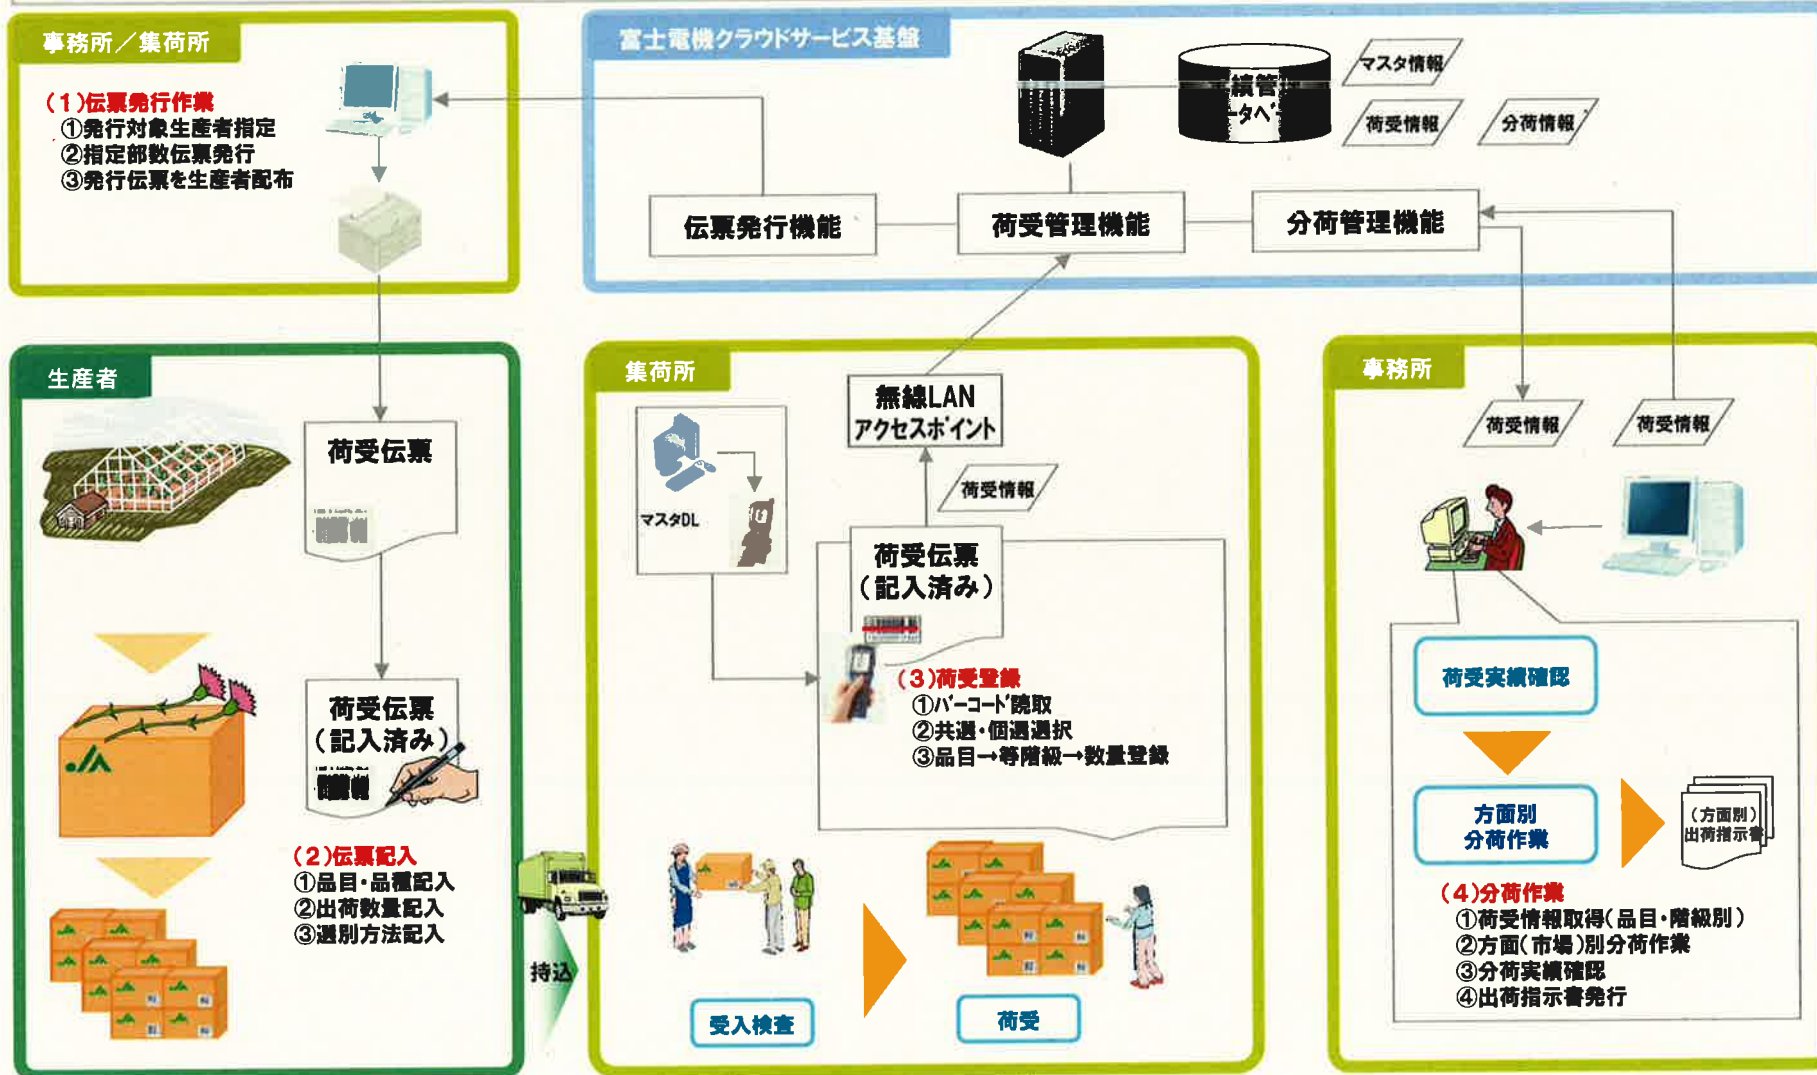 事務所／集荷所
(1)伝票発行作業
①発行対象生産者指定
②指定部数伝票発行
③発行伝票を生産者配布
富士電機クラウドサービス基盤
マスタ情報
荷受情報
分荷情報
伝票発行機能
荷受管理機能
分荷管理機能
生産者
荷受伝票
荷受伝票
(記入済み)
(2)伝票記入
①品目・品種記入
②出荷数量記入
③選別方法記入
持込
集荷所
マスタDL
無線LAN
アクセスポイント
荷受情報
荷受伝票
(記入済み)
(3)荷受登録
①バーコード読取
②共選・個選選択
③品目→等階級→数量登録
受入検査
荷受
事務所
荷受情報
荷受情報
荷受実績確認
方面別
分荷作業
(方面別)
出荷指示書
(4)分荷作業
①荷受情報取得(品目・階級別)
②方面(市場)別分荷作業
③分荷実績確認
④出荷指示書発行